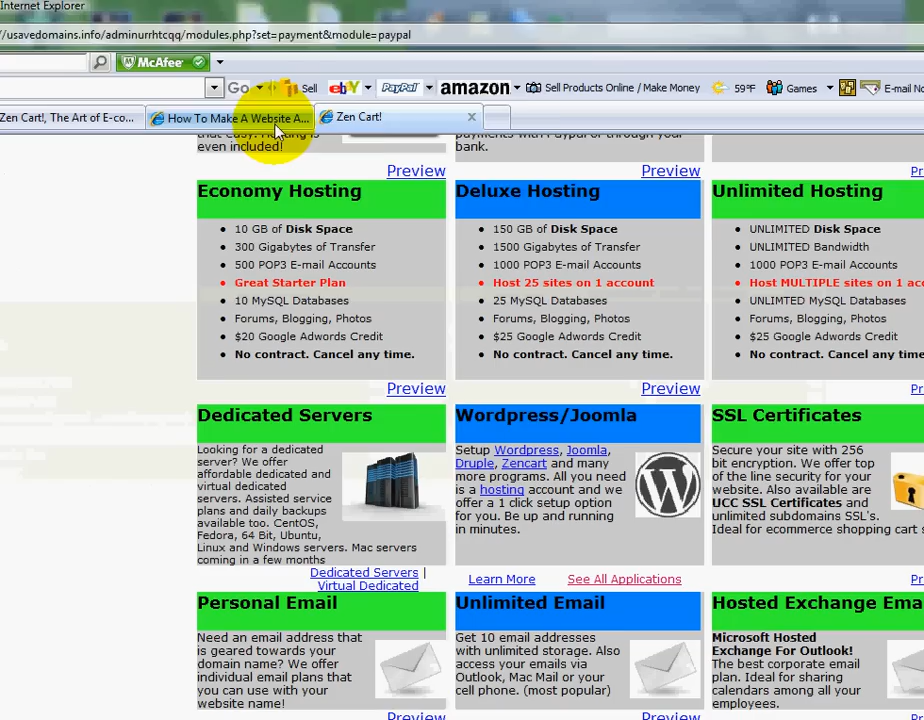 Internet Explorer
//usavedomains.info/adminurrhtcqq/modules.php?set=payment&module=paypal
McAfee
Go Sell ebY PayPal amazon Sell Products Online / Make Money 59°F Games E-mail No
Zen Cart!, The Art of E-co... How To Make A Website A... Zen Cart!
that easy. Hosting is
even included!
payments with Paypal or through your
bank.
Preview Preview Pr
Economy Hosting
10 GB of Disk Space
300 Gigabytes of Transfer
500 POP3 E-mail Accounts
Great Starter Plan
10 MySQL Databases
Forums, Blogging, Photos
$20 Google Adwords Credit
No contract. Cancel any time.
Preview
Deluxe Hosting
150 GB of Disk Space
1500 Gigabytes of Transfer
1000 POP3 E-mail Accounts
Host 25 sites on 1 account
25 MySQL Databases
Forums, Blogging, Photos
$25 Google Adwords Credit
No contract. Cancel any time.
Preview
Unlimited Hosting
UNLIMITED Disk Space
UNLIMITED Bandwidth
1000 POP3 E-mail Accounts
Host MULTIPLE sites on 1 acc
UNLIMTED MySQL Databases
Forums, Blogging, Photos
$25 Google Adwords Credit
No contract. Cancel any time.
Pr
Dedicated Servers
Looking for a dedicated
server? We offer
affordable dedicated and
virtual dedicated
servers. Assisted service
plans and daily backups
available too. CentOS,
Fedora, 64 Bit, Ubuntu,
Linux and Windows servers. Mac servers
coming in a few months
Dedicated Servers |
Virtual Dedicated
Wordpress/Joomla
Setup Wordpress, Joomla,
Druple, Zencart and many
more programs. All you need
is a hosting account and we
offer a 1 click setup option
for you. Be up and running
in minutes.
Learn More See All Applications
SSL Certificates
Secure your site with 256
bit encryption. We offer top
of the line security for your
website. Also available are
UCC SSL Certificates and
unlimited subdomains SSL's.
Ideal for ecommerce shopping cart s
Pr
Personal Email
Need an email address that
is geared towards your
domain name? We offer
individual email plans that
you can use with your
website name!
Preview
Unlimited Email
Get 10 email addresses
with unlimited storage. Also
access your emails via
Outlook, Mac Mail or your
cell phone. (most popular)
Preview
Hosted Exchange Ema
Microsoft Hosted
Exchange For Outlook!
The best corporate email
plan. Ideal for sharing
calendars among all your
employees.
Pr